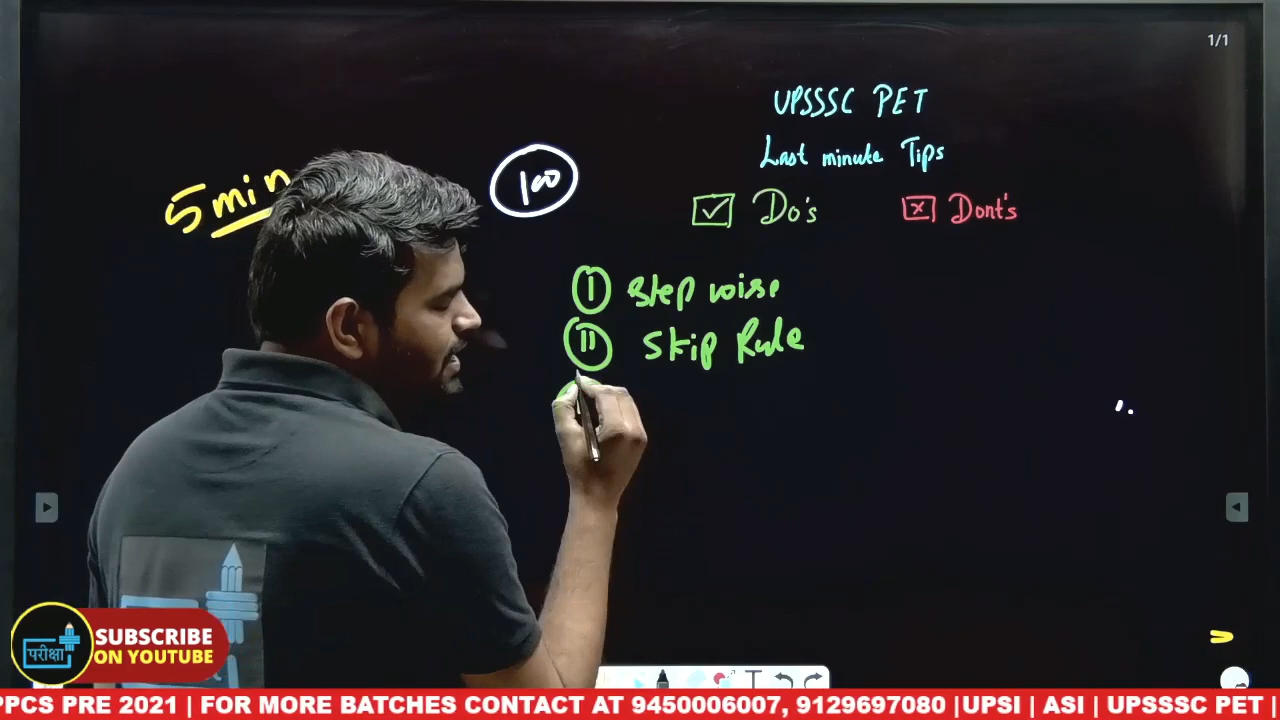 1/1
UPSSSC PET
Last minute Tips
Do's Dont's
5 min
100
I Step wise
II Skip Rule
परीक्षा
SUBSCRIBE
ON YOUTUBE
PPCS PRE 2021 | FOR MORE BATCHES CONTACT AT 9450006007, 9129697080 |UPSI | ASI | UPSSSC PET |